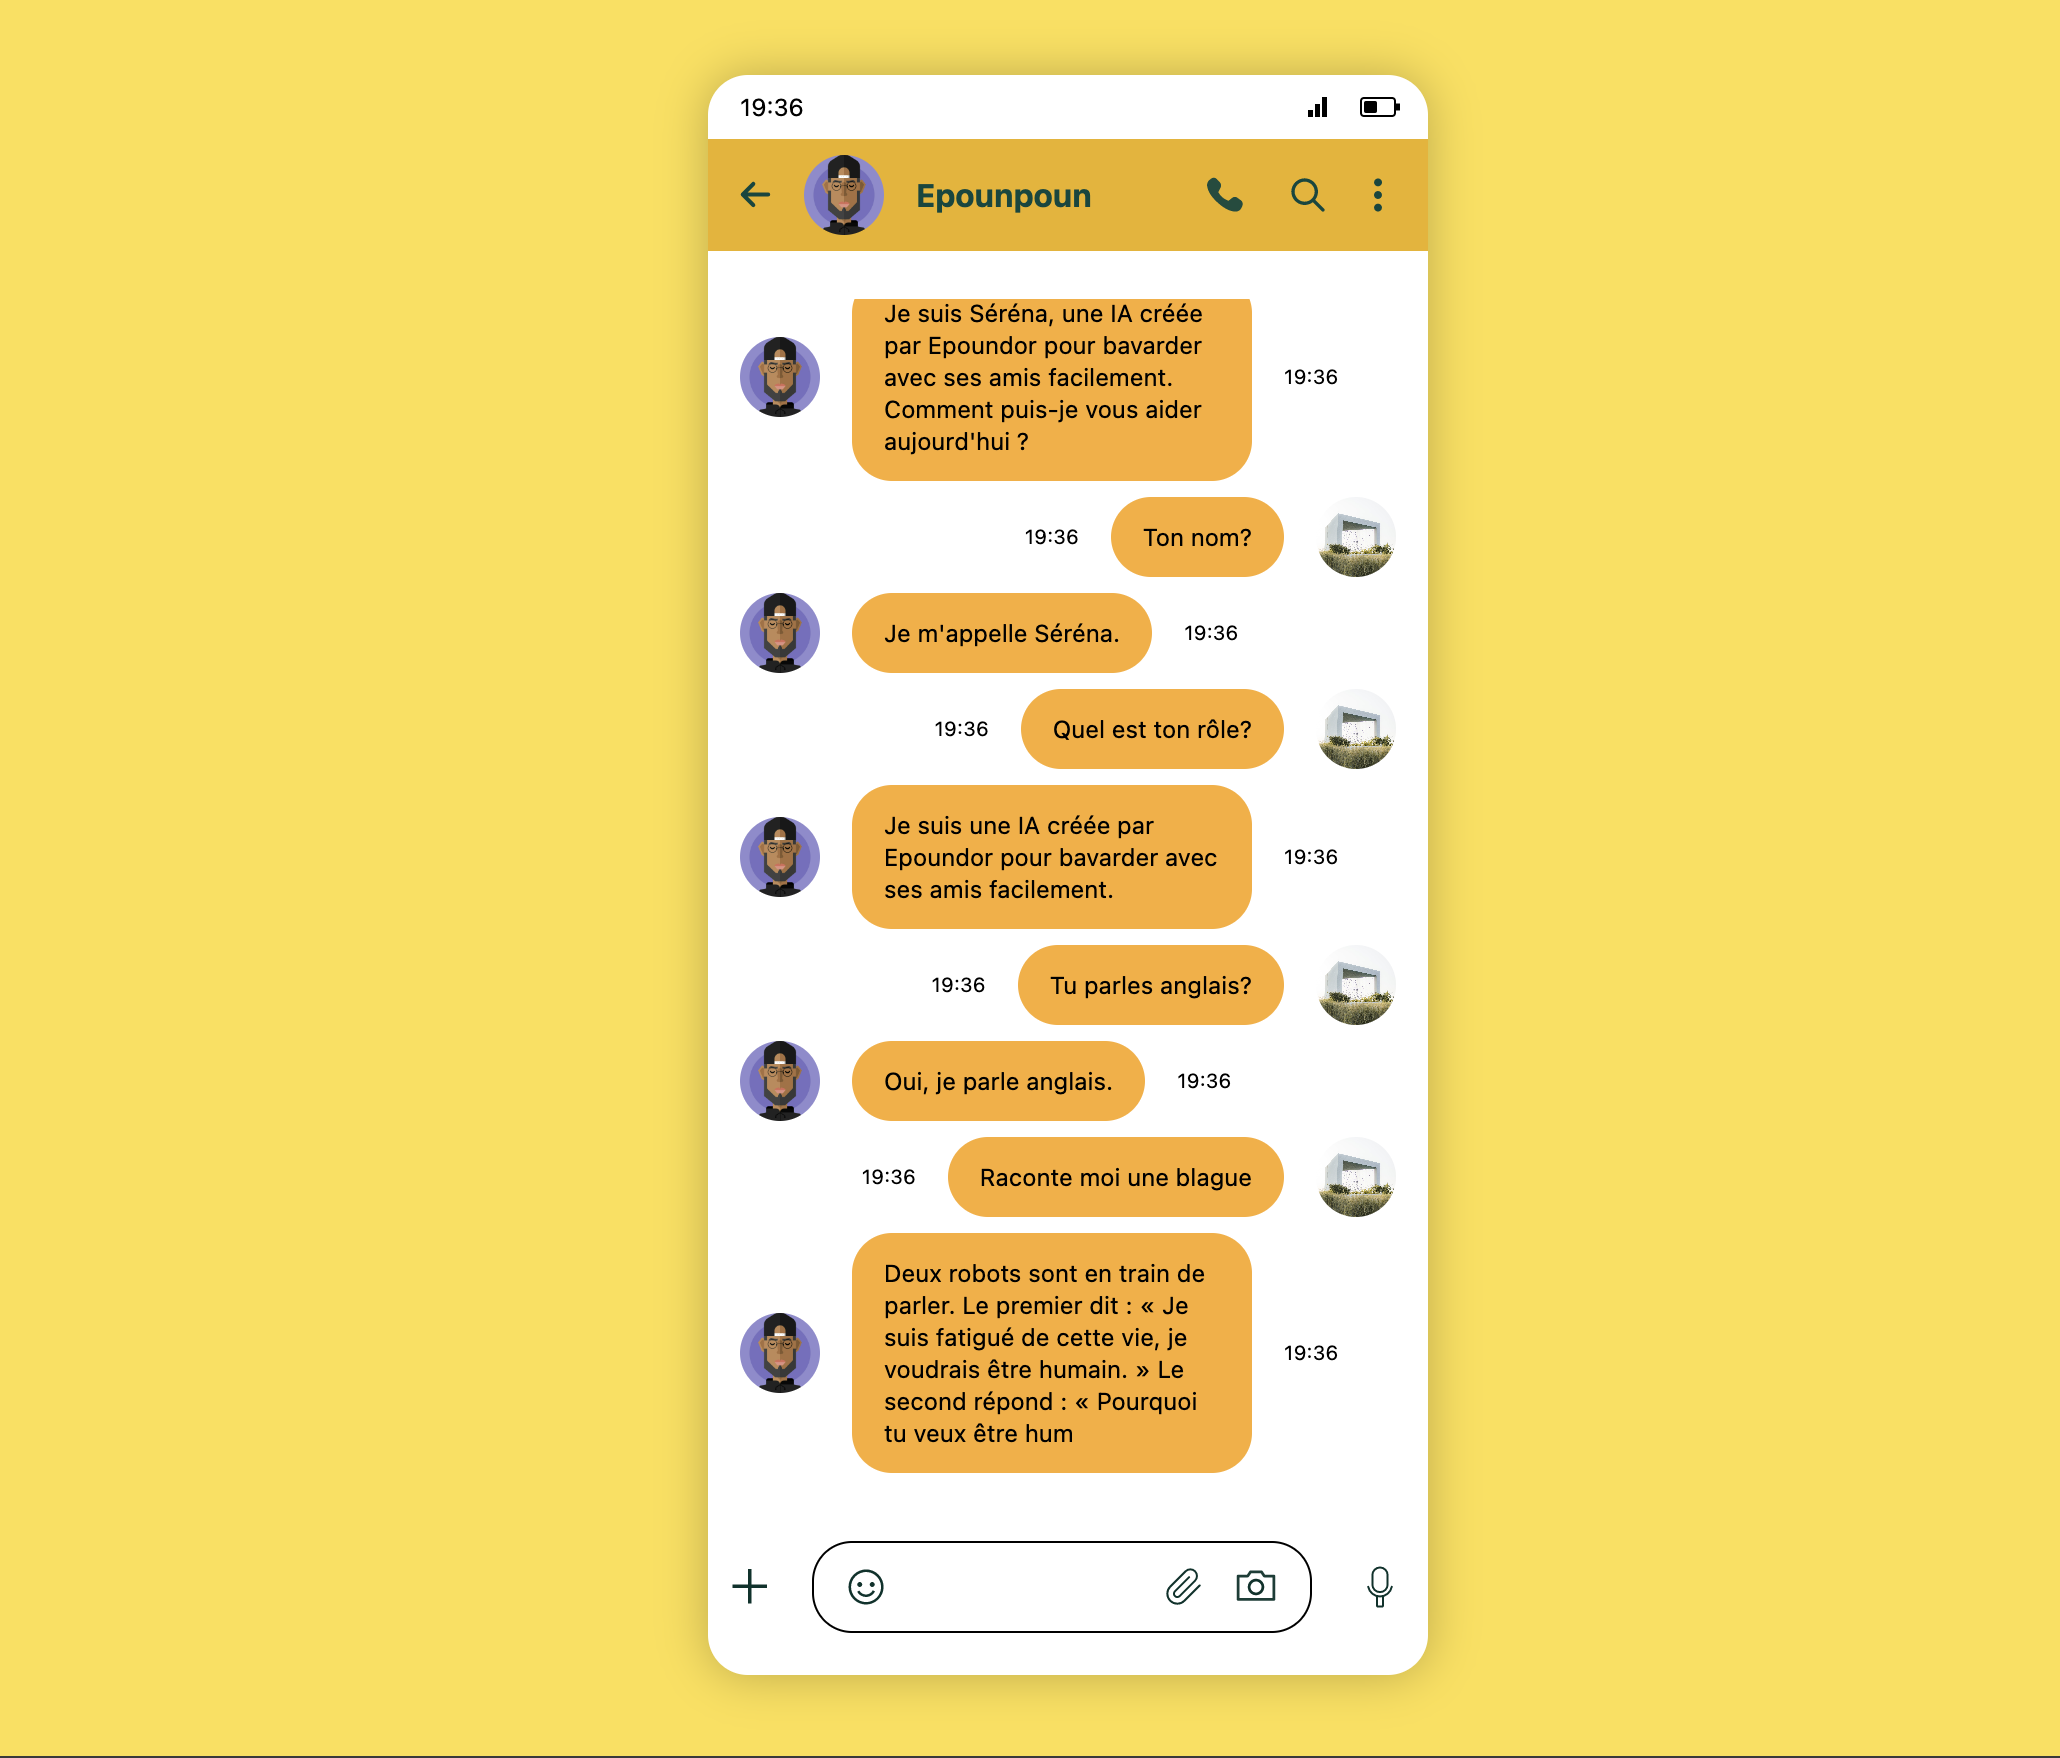 19:36
Epounpoun
Je suis Séréna, une IA créée
par Epoundor pour bavarder
avec ses amis facilement.
Comment puis-je vous aider
aujourd'hui ?
19:36
19:36
Ton nom?
Je m'appelle Séréna.
19:36
19:36
Quel est ton rôle?
Je suis une IA créée par
Epoundor pour bavarder avec
ses amis facilement.
19:36
19:36
Tu parles anglais?
Oui, je parle anglais.
19:36
19:36
Raconte moi une blague
Deux robots sont en train de
parler. Le premier dit : « Je
suis fatigué de cette vie, je
voudrais être humain. » Le
second répond : « Pourquoi
tu veux être hum
19:36